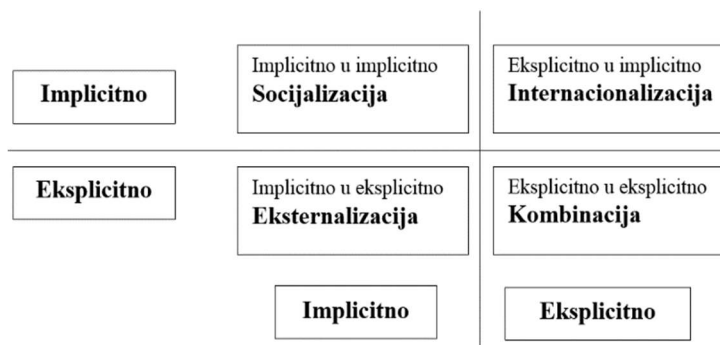 Implicitno
Implicitno u implicitno
Socijalizacija
Eksplicitno u implicitno
Internacionalizacija
Eksplicitno
Implicitno u eksplicitno
Eksternalizacija
Eksplicitno u eksplicitno
Kombinacija
Implicitno
Eksplicitno